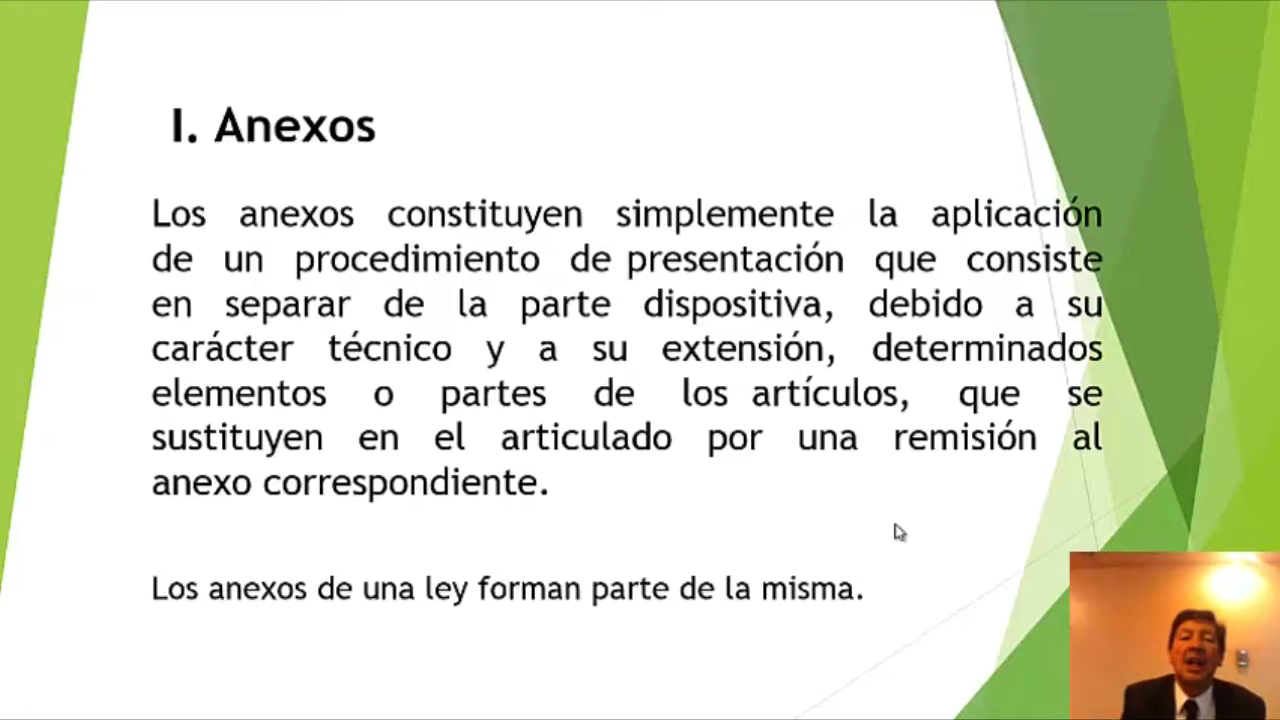 I. Anexos
Los anexos constituyen simplemente la aplicación
de un procedimiento de presentación que consiste
en separar de la parte dispositiva, debido a su
carácter técnico y a su extensión, determinados
elementos o partes de los artículos, que se
sustituyen en el articulado por una remisión al
anexo correspondiente.
Los anexos de una ley forman parte de la misma.